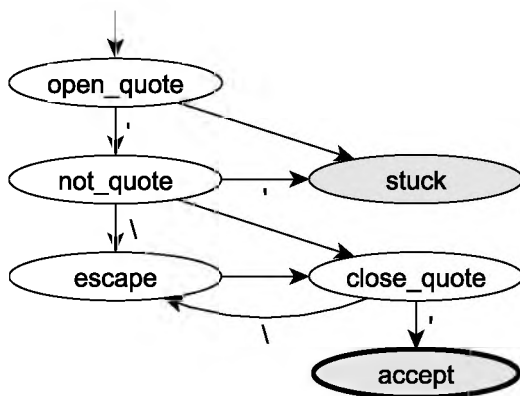 open_quote
'
not_quote
'
stuck
\
escape
close_quote
\
'
accept